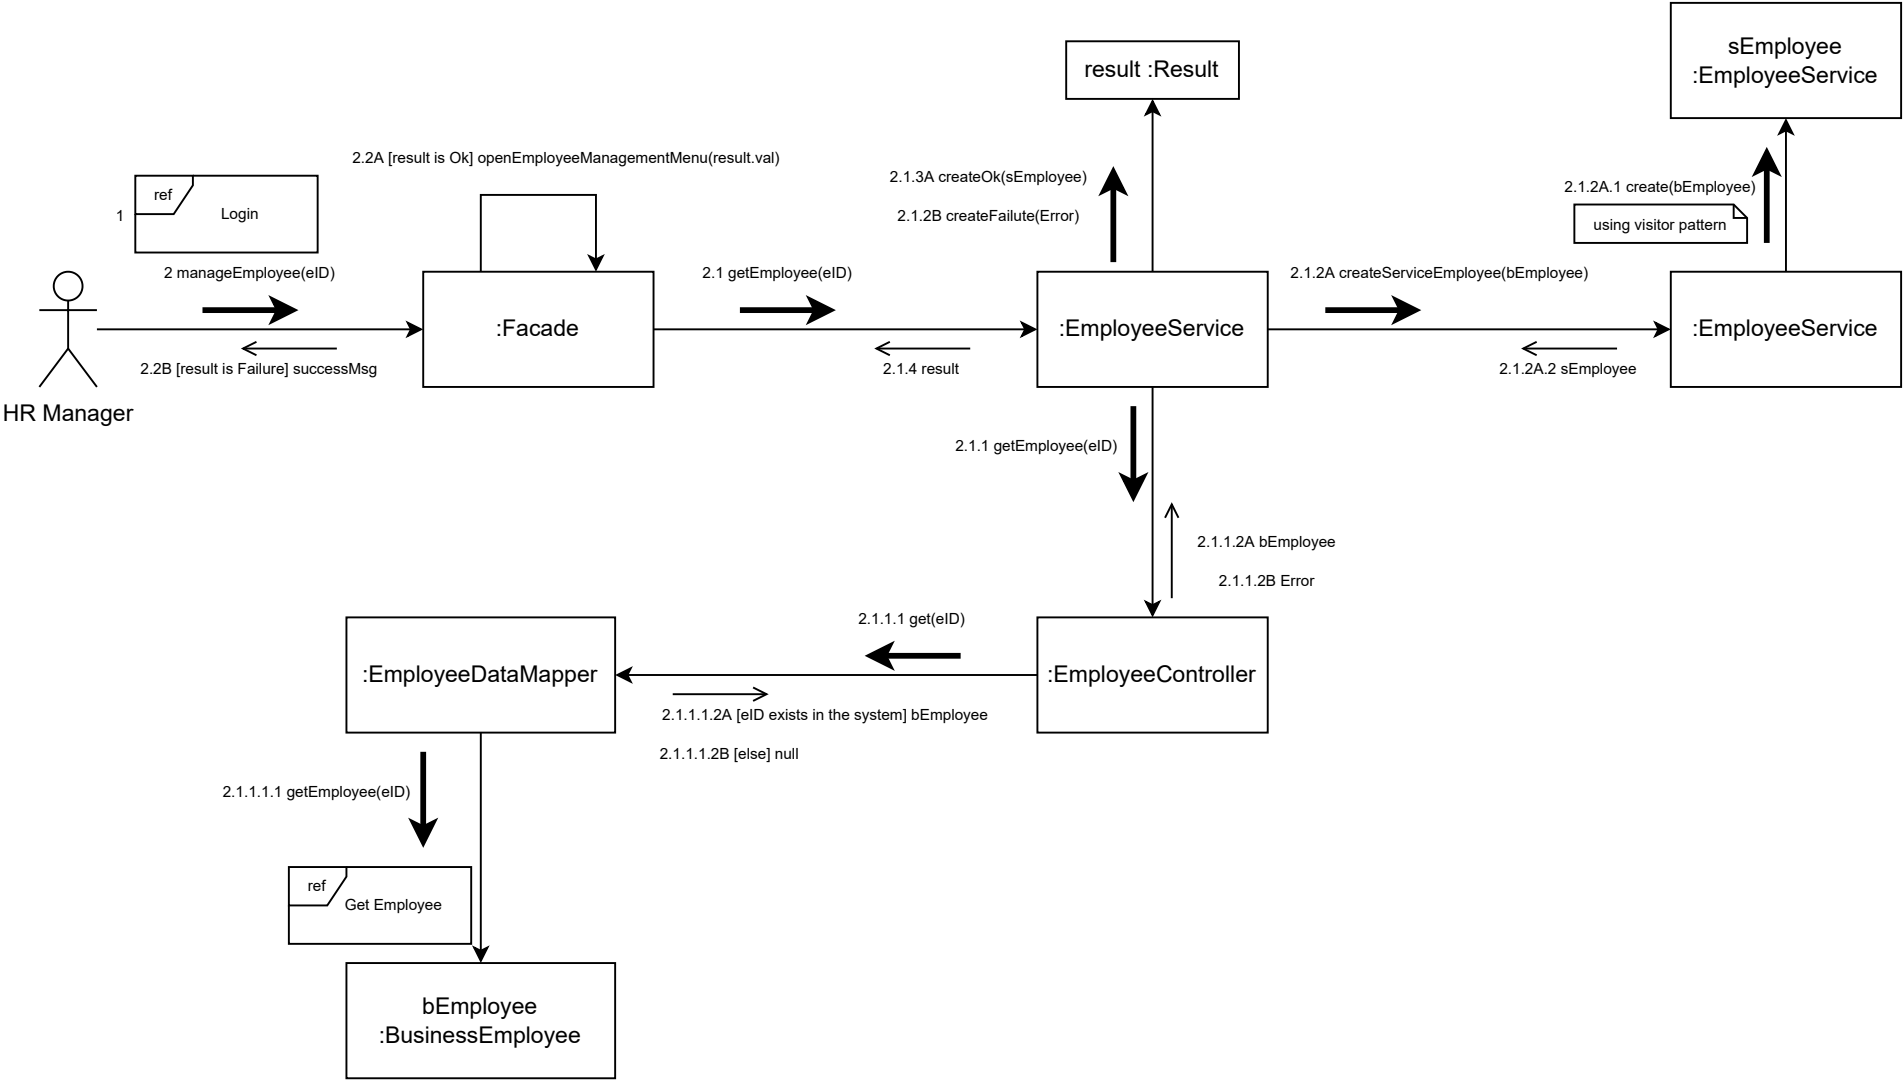 sEmployee
:EmployeeService
result :Result
2.2A [result is Ok] openEmployeeManagementMenu(result.val)
2.1.3A createOk(sEmployee)
2.1.2B createFailute(Error)
2.1.2A.1 create(bEmployee)
using visitor pattern
ref
1
Login
2 manageEmployee(eID)
2.1 getEmployee(eID)
2.1.2A createServiceEmployee(bEmployee)
:Facade
:EmployeeService
:EmployeeService
2.2B [result is Failure] successMsg
2.1.4 result
2.1.2A.2 sEmployee
HR Manager
2.1.1 getEmployee(eID)
2.1.1.2A bEmployee
2.1.1.2B Error
2.1.1.1 get(eID)
:EmployeeDataMapper
:EmployeeController
2.1.1.1.2A [eID exists in the system] bEmployee
2.1.1.1.2B [else] null
2.1.1.1.1 getEmployee(eID)
ref
Get Employee
bEmployee
:BusinessEmployee